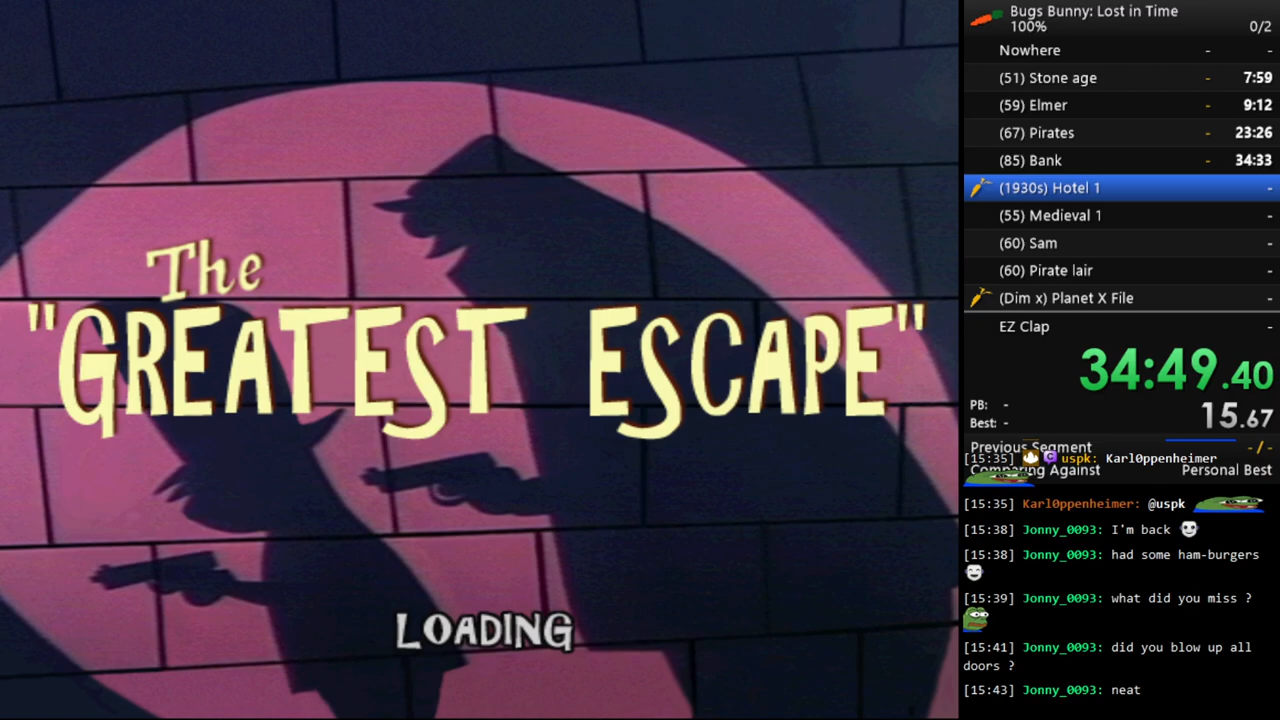 The
"GREATEST ESCAPE"
LOADING
Bugs Bunny: Lost in Time
100% 0/2
Nowhere - -
(51) Stone age - 7:59
(59) Elmer - 9:12
(67) Pirates - 23:26
(85) Bank - 34:33
(1930s) Hotel 1 -
(55) Medieval 1 -
(60) Sam -
(60) Pirate lair -
(Dim x) Planet X File -
EZ Clap -
34:49.40
PB: -
Best: - 15.67
Previous Segment -/-
[15:35] uspk: Karl0ppenheimer
Comparing Against Personal Best
[15:35] Karl0ppenheimer: @uspk
[15:38] Jonny_0093: I'm back
[15:38] Jonny_0093: had some ham-burgers
[15:39] Jonny_0093: what did you miss ?
[15:41] Jonny_0093: did you blow up all
doors ?
[15:43] Jonny_0093: neat